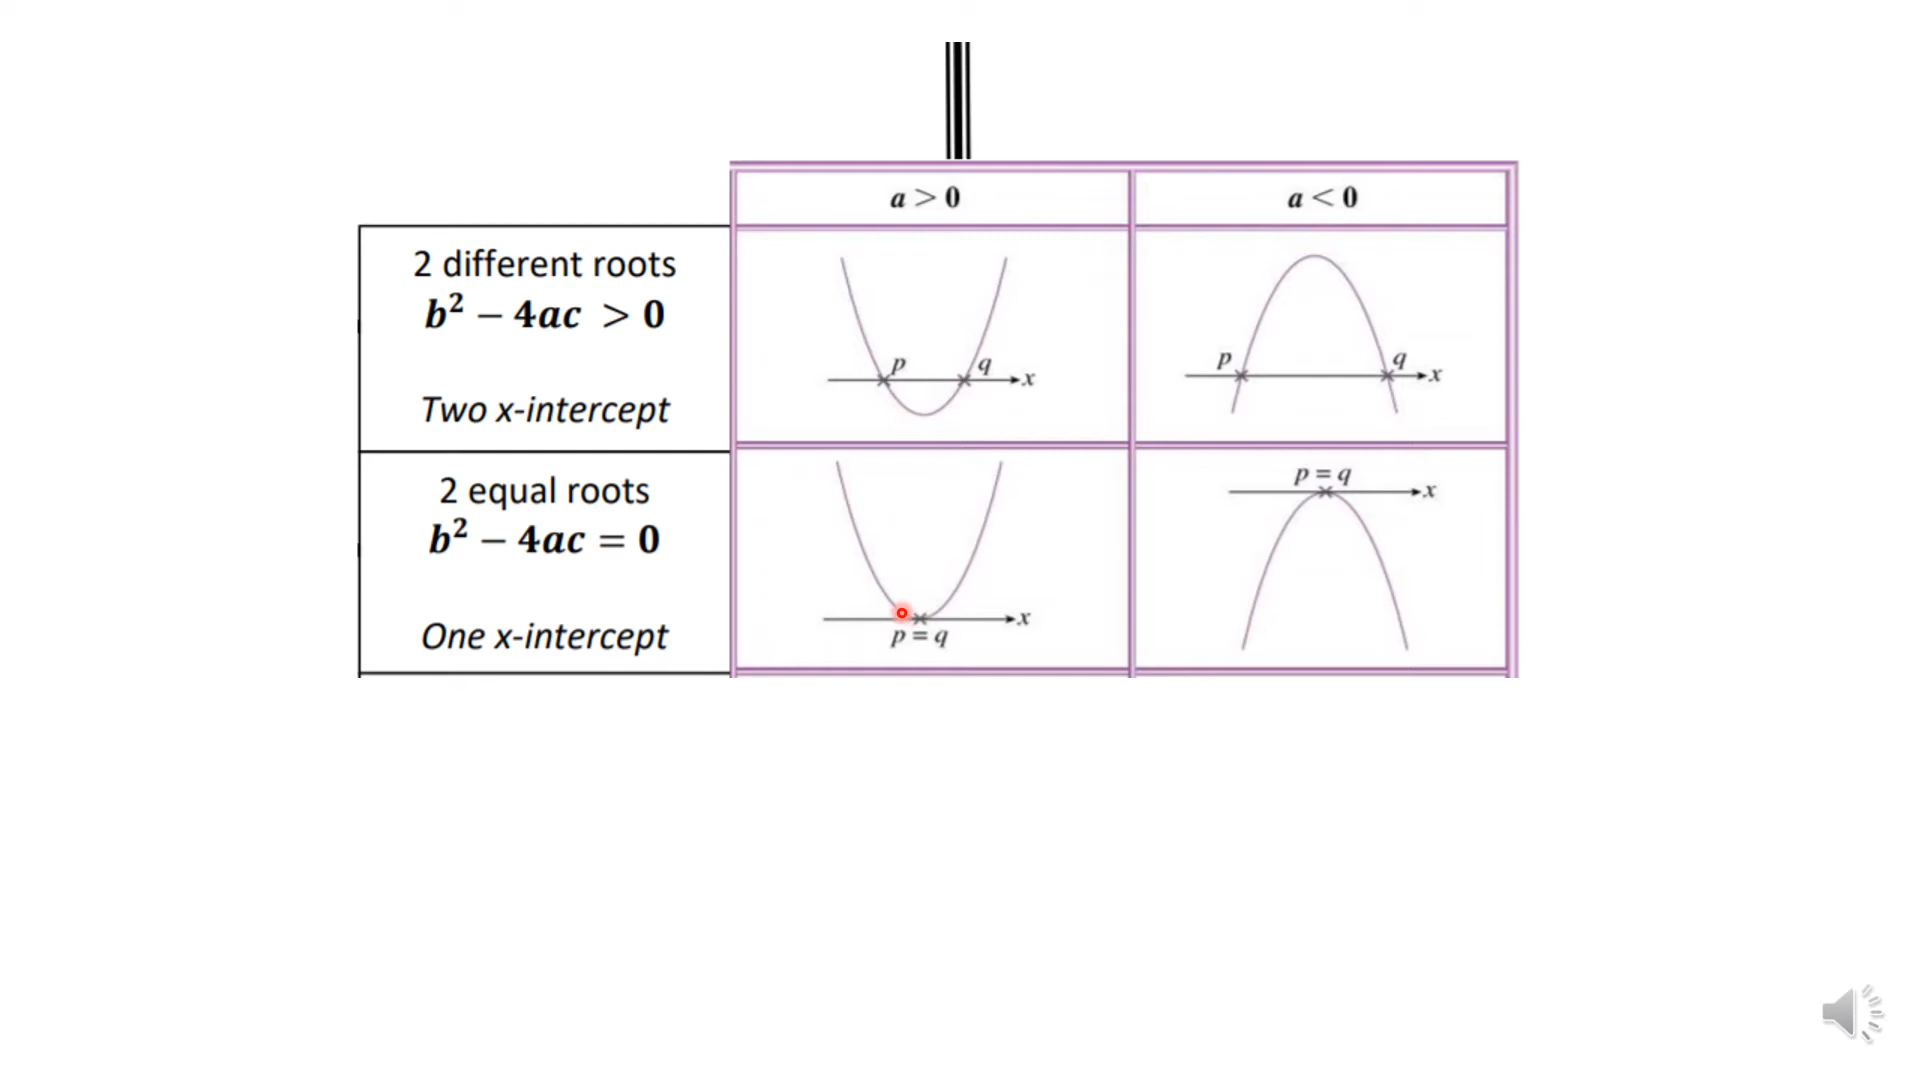 a > 0
a < 0
2 different roots
b² − 4ac > 0
Two x-intercept
p
q
x
p
q
x
2 equal roots
b² − 4ac = 0
One x-intercept
x
p = q
p = q
x